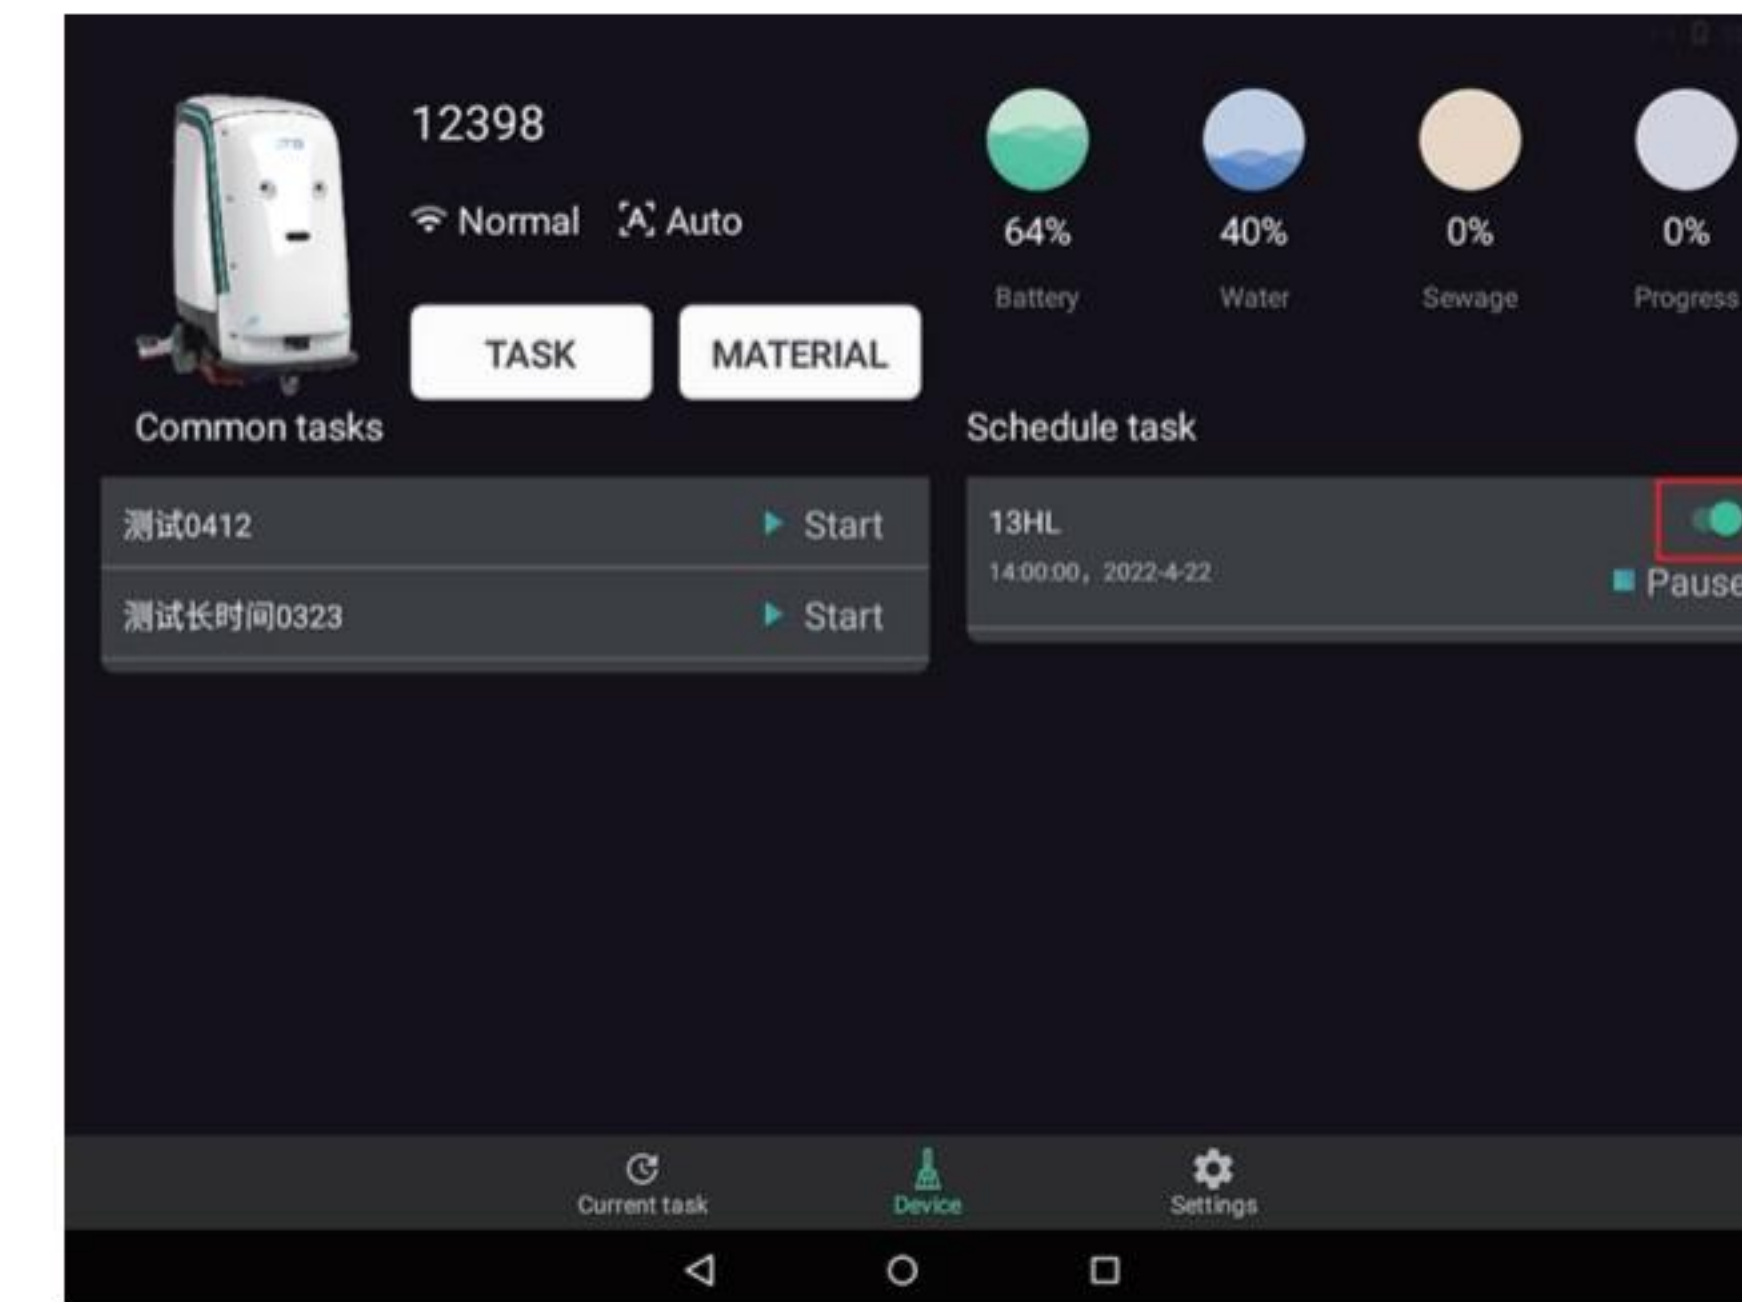 12398
Normal Auto
64% 40% 0% 0%
Battery Water Sewage Progress
TASK MATERIAL
Common tasks
Schedule task
测试0412 Start
测试长时间0323 Start
13HL
14:00:00, 2022-4-22
Pause
Current task Device Settings